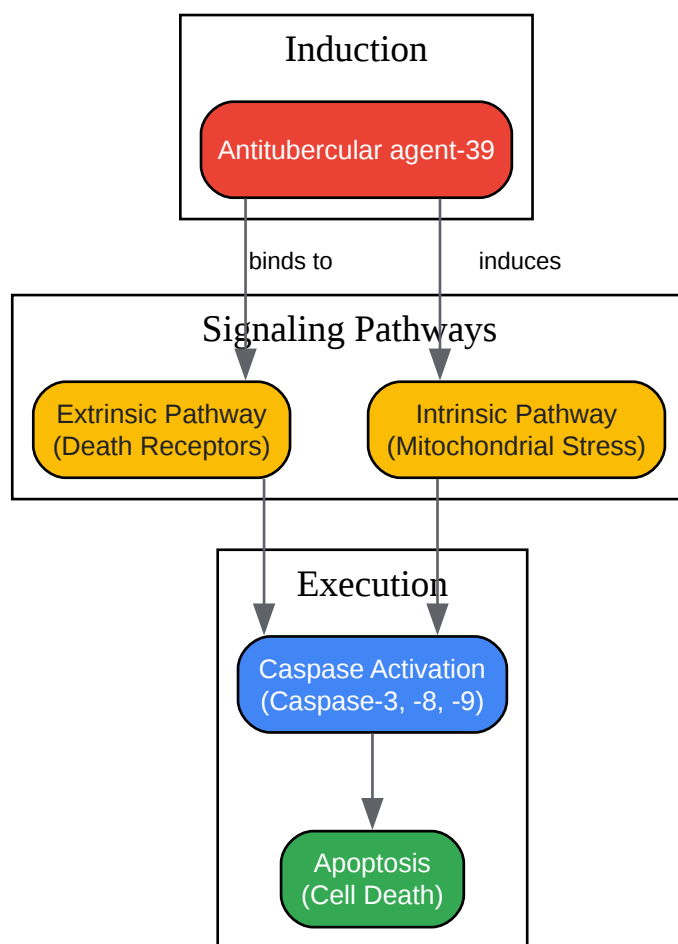 Induction
Antitubercular agent-39
binds to
induces
Signaling Pathways
Extrinsic Pathway
(Death Receptors)
Intrinsic Pathway
(Mitochondrial Stress)
Execution
Caspase Activation
(Caspase-3, -8, -9)
Apoptosis
(Cell Death)